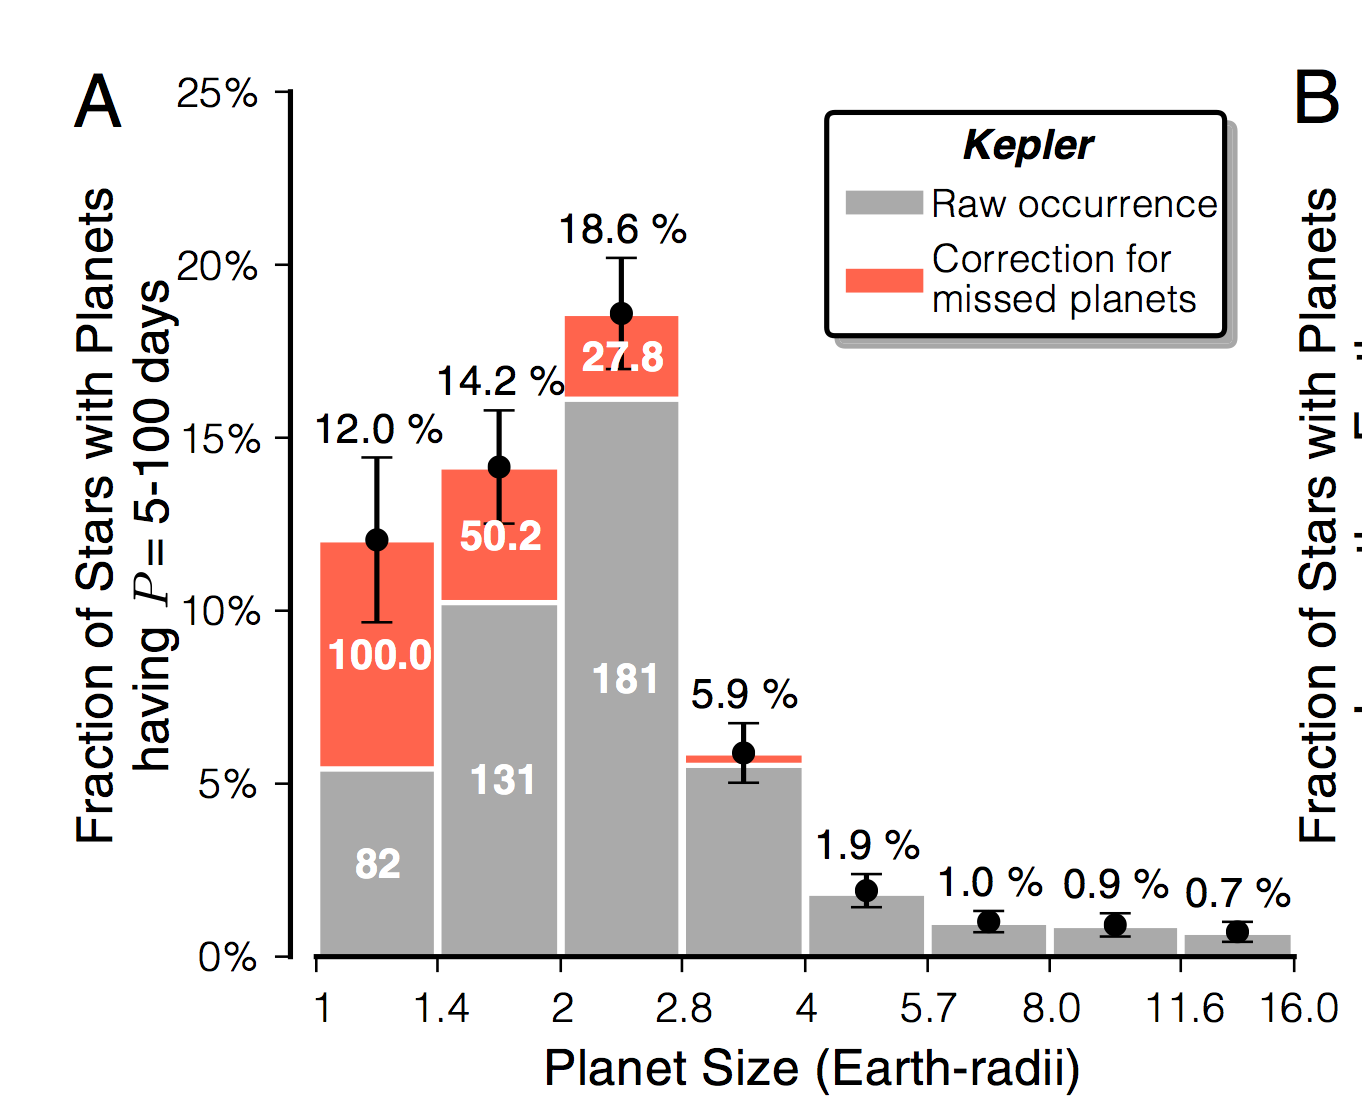 A
B
25%
20%
15%
10%
5%
0%
Fraction of Stars with Planets
having P = 5-100 days
Kepler
Raw occurrence
Correction for
missed planets
12.0 %
14.2 %
18.6 %
5.9 %
1.9 %
1.0 %
0.9 %
0.7 %
100.0
50.2
27.8
82
131
181
1
1.4
2
2.8
4
5.7
8.0
11.6
16.0
Planet Size (Earth-radii)
Fraction of Stars with Planets